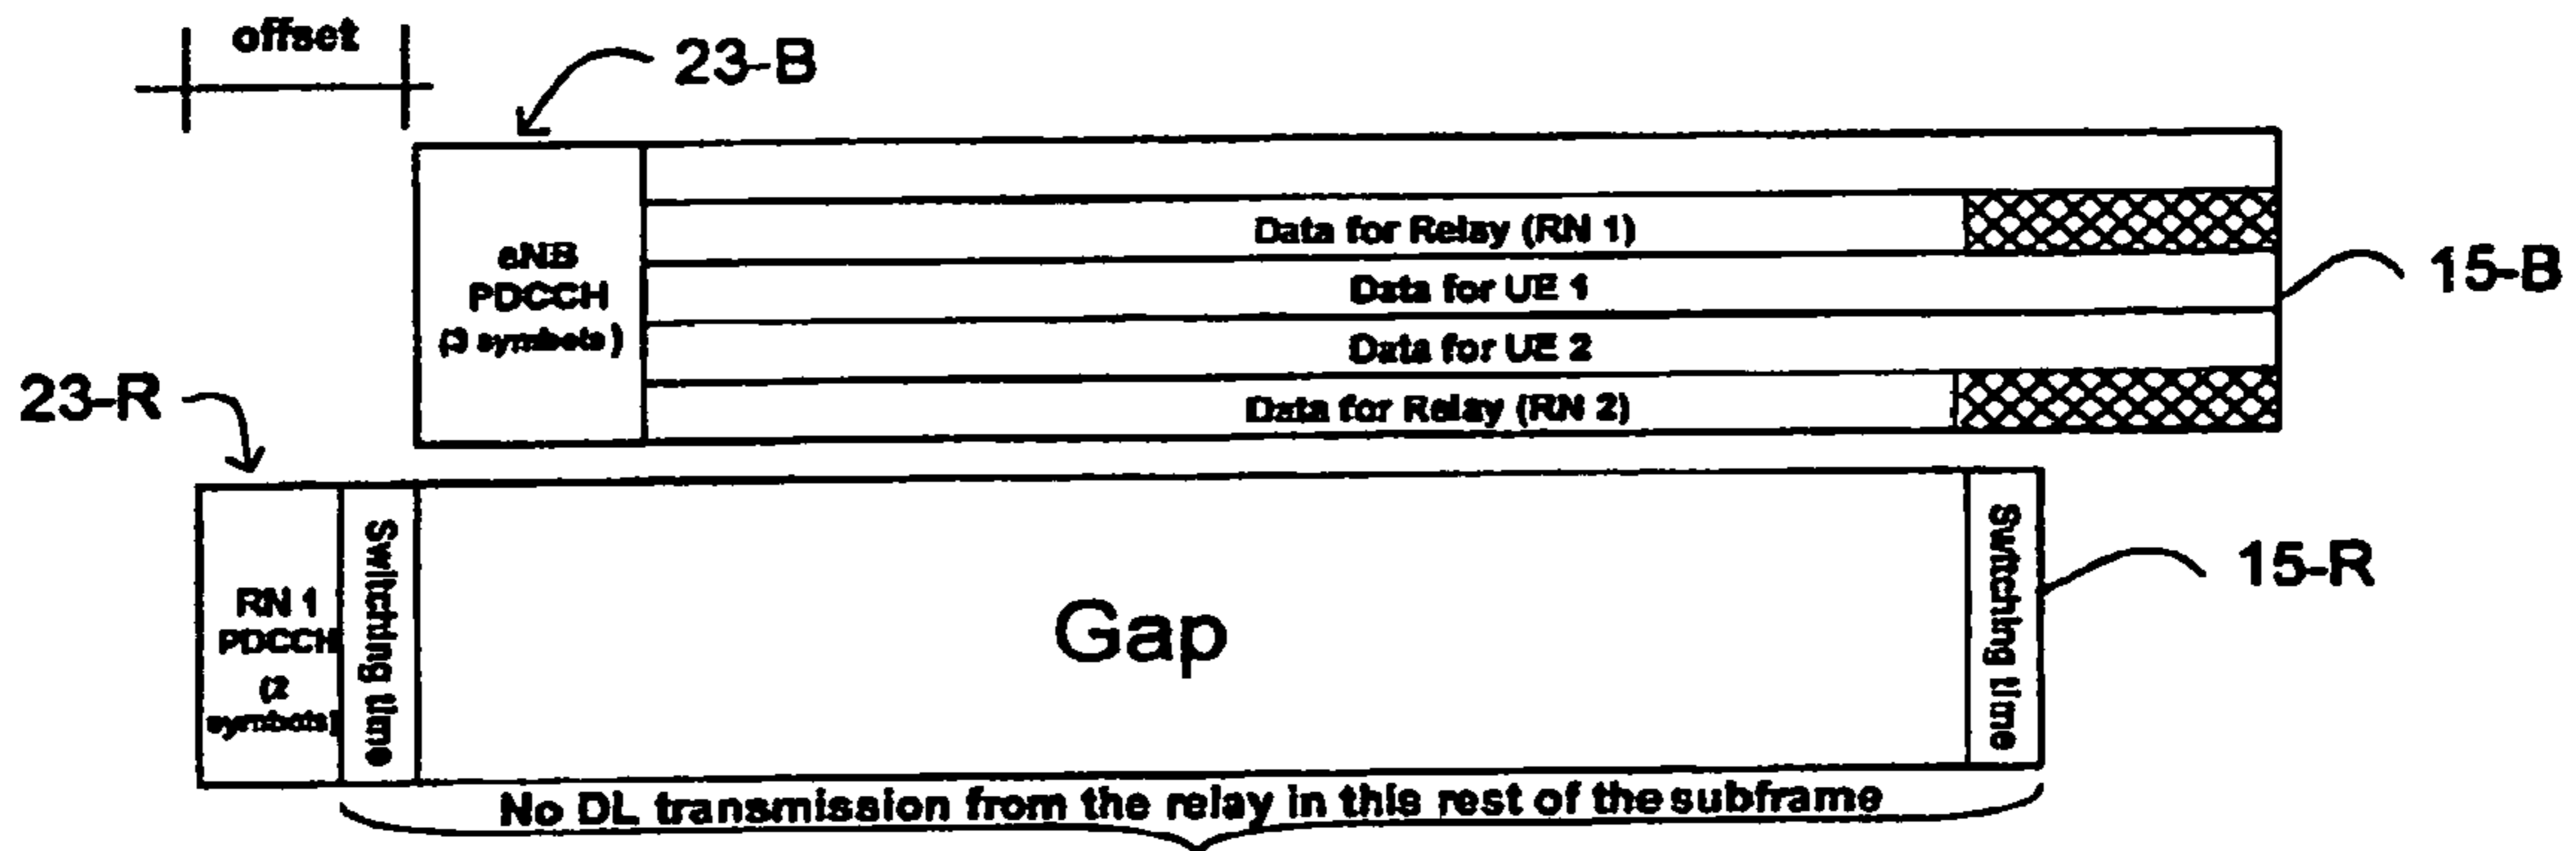 offset
23-B
eNB
PDCCH
(3 symbols)
Data for Relay (RN 1)
Data for UE 1
Data for UE 2
Data for Relay (RN 2)
15-B
23-R
RN 1
PDCCH
(2
symbols)
Switching time
Gap
Switching time
15-R
No DL transmission from the relay in this rest of the subframe